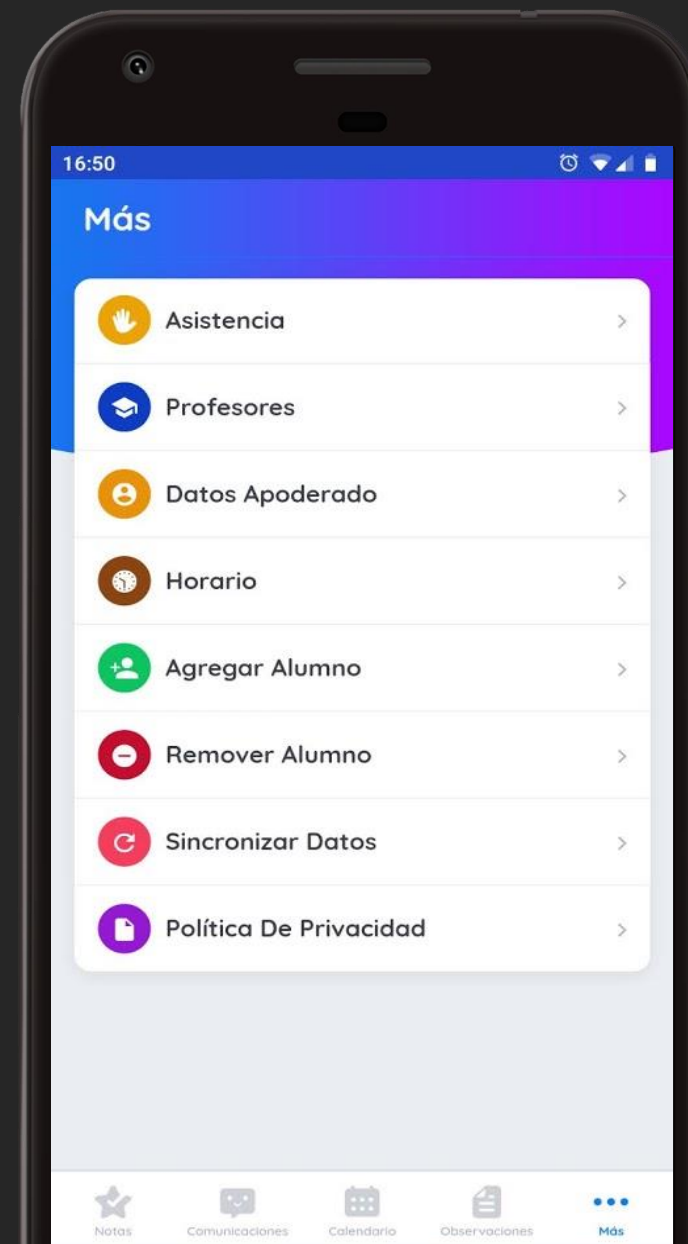 16:50
Más
Asistencia
Profesores
Datos Apoderado
Horario
Agregar Alumno
Remover Alumno
Sincronizar Datos
Política De Privacidad
Notas
Comunicaciones
Calendario
Observaciones
Más